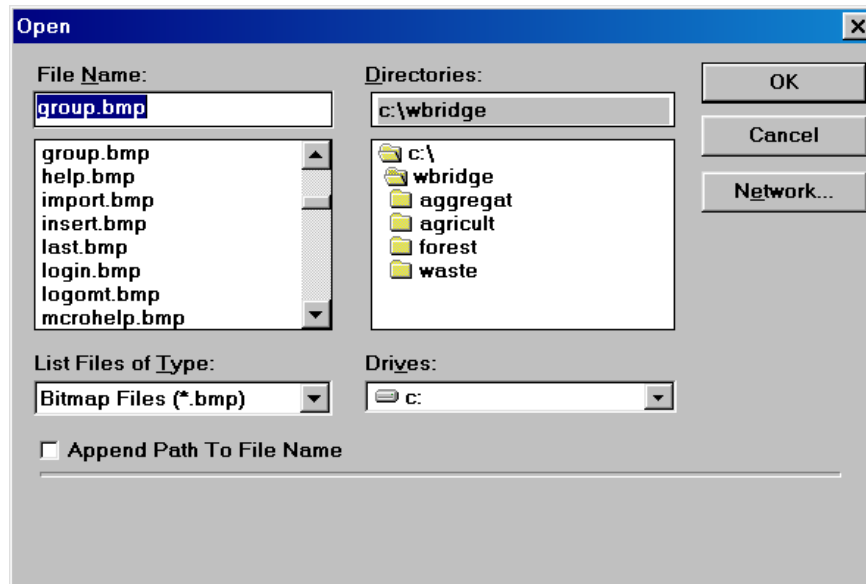 Open
File Name:
group.bmp
group.bmp
help.bmp
import.bmp
insert.bmp
last.bmp
login.bmp
logomt.bmp
mcrohelp.bmp
List Files of Type:
Bitmap Files (*.bmp)
Directories:
c:\wbridge
c:\
wbridge
aggregat
agricult
forest
waste
Drives:
c:
OK
Cancel
Network...
Append Path To File Name